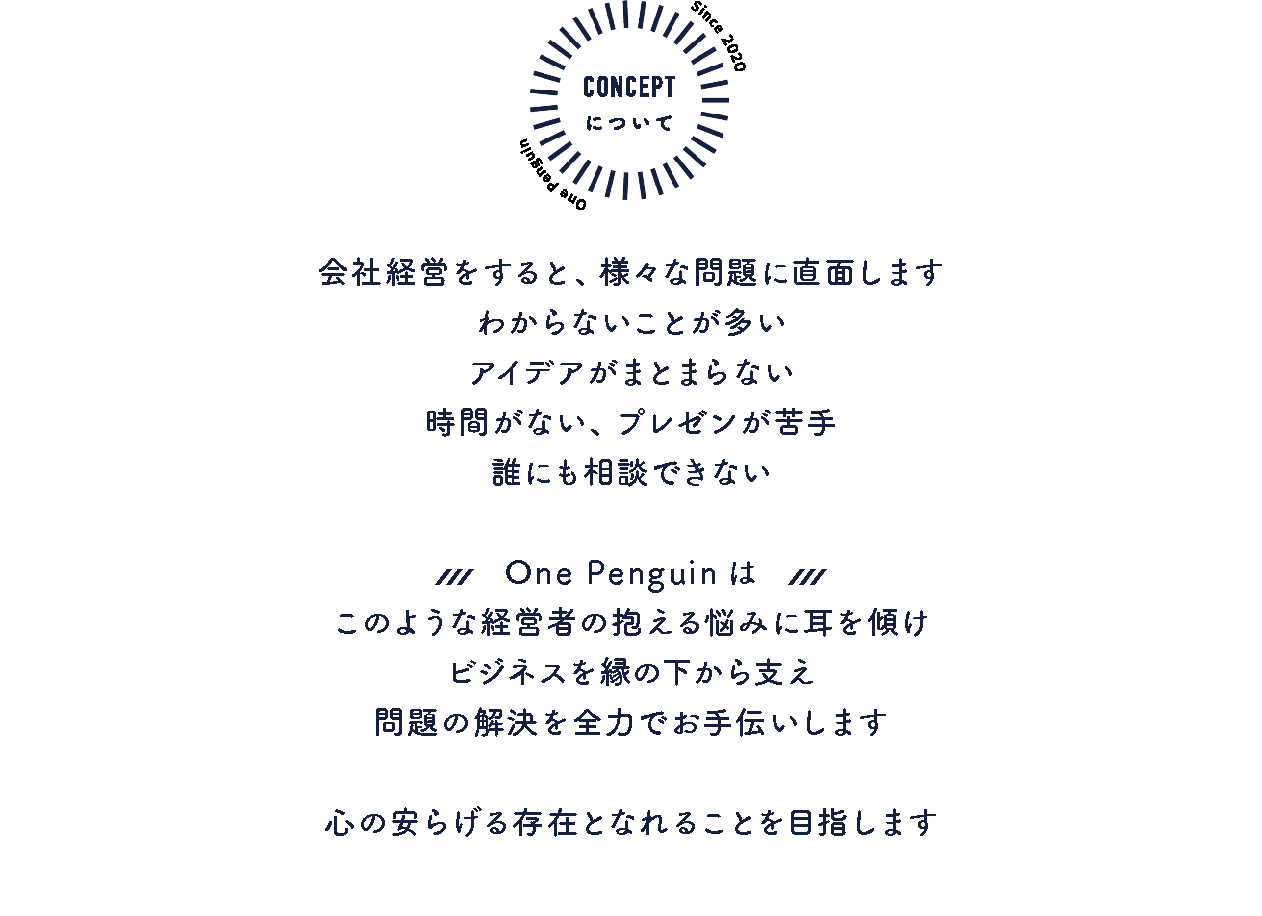 Since 2020
CONCEPT
について
One Penguin
会社経営をすると、様々な問題に直面します
わからないことが多い
アイデアがまとまらない
時間がない、プレゼンが苦手
誰にも相談できない
One Penguin は
このような経営者の抱える悩みに耳を傾け
ビジネスを縁の下から支え
問題の解決を全力でお手伝いします
心の安らげる存在となれることを目指します